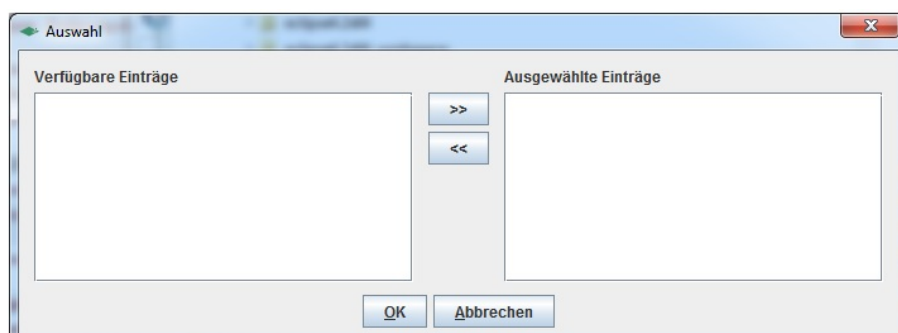 Auswahl
Verfügbare Einträge
Ausgewählte Einträge
>>
<<
OK
Abbrechen